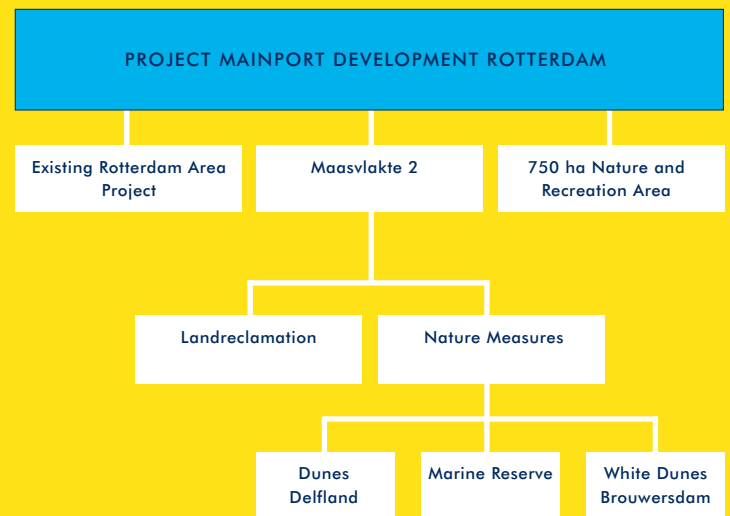 PROJECT MAINPORT DEVELOPMENT ROTTERDAM
Existing Rotterdam Area
Project
Maasvlakte 2
750 ha Nature and
Recreation Area
Landreclamation
Nature Measures
Dunes
Delfland
Marine Reserve
White Dunes
Brouwersdam